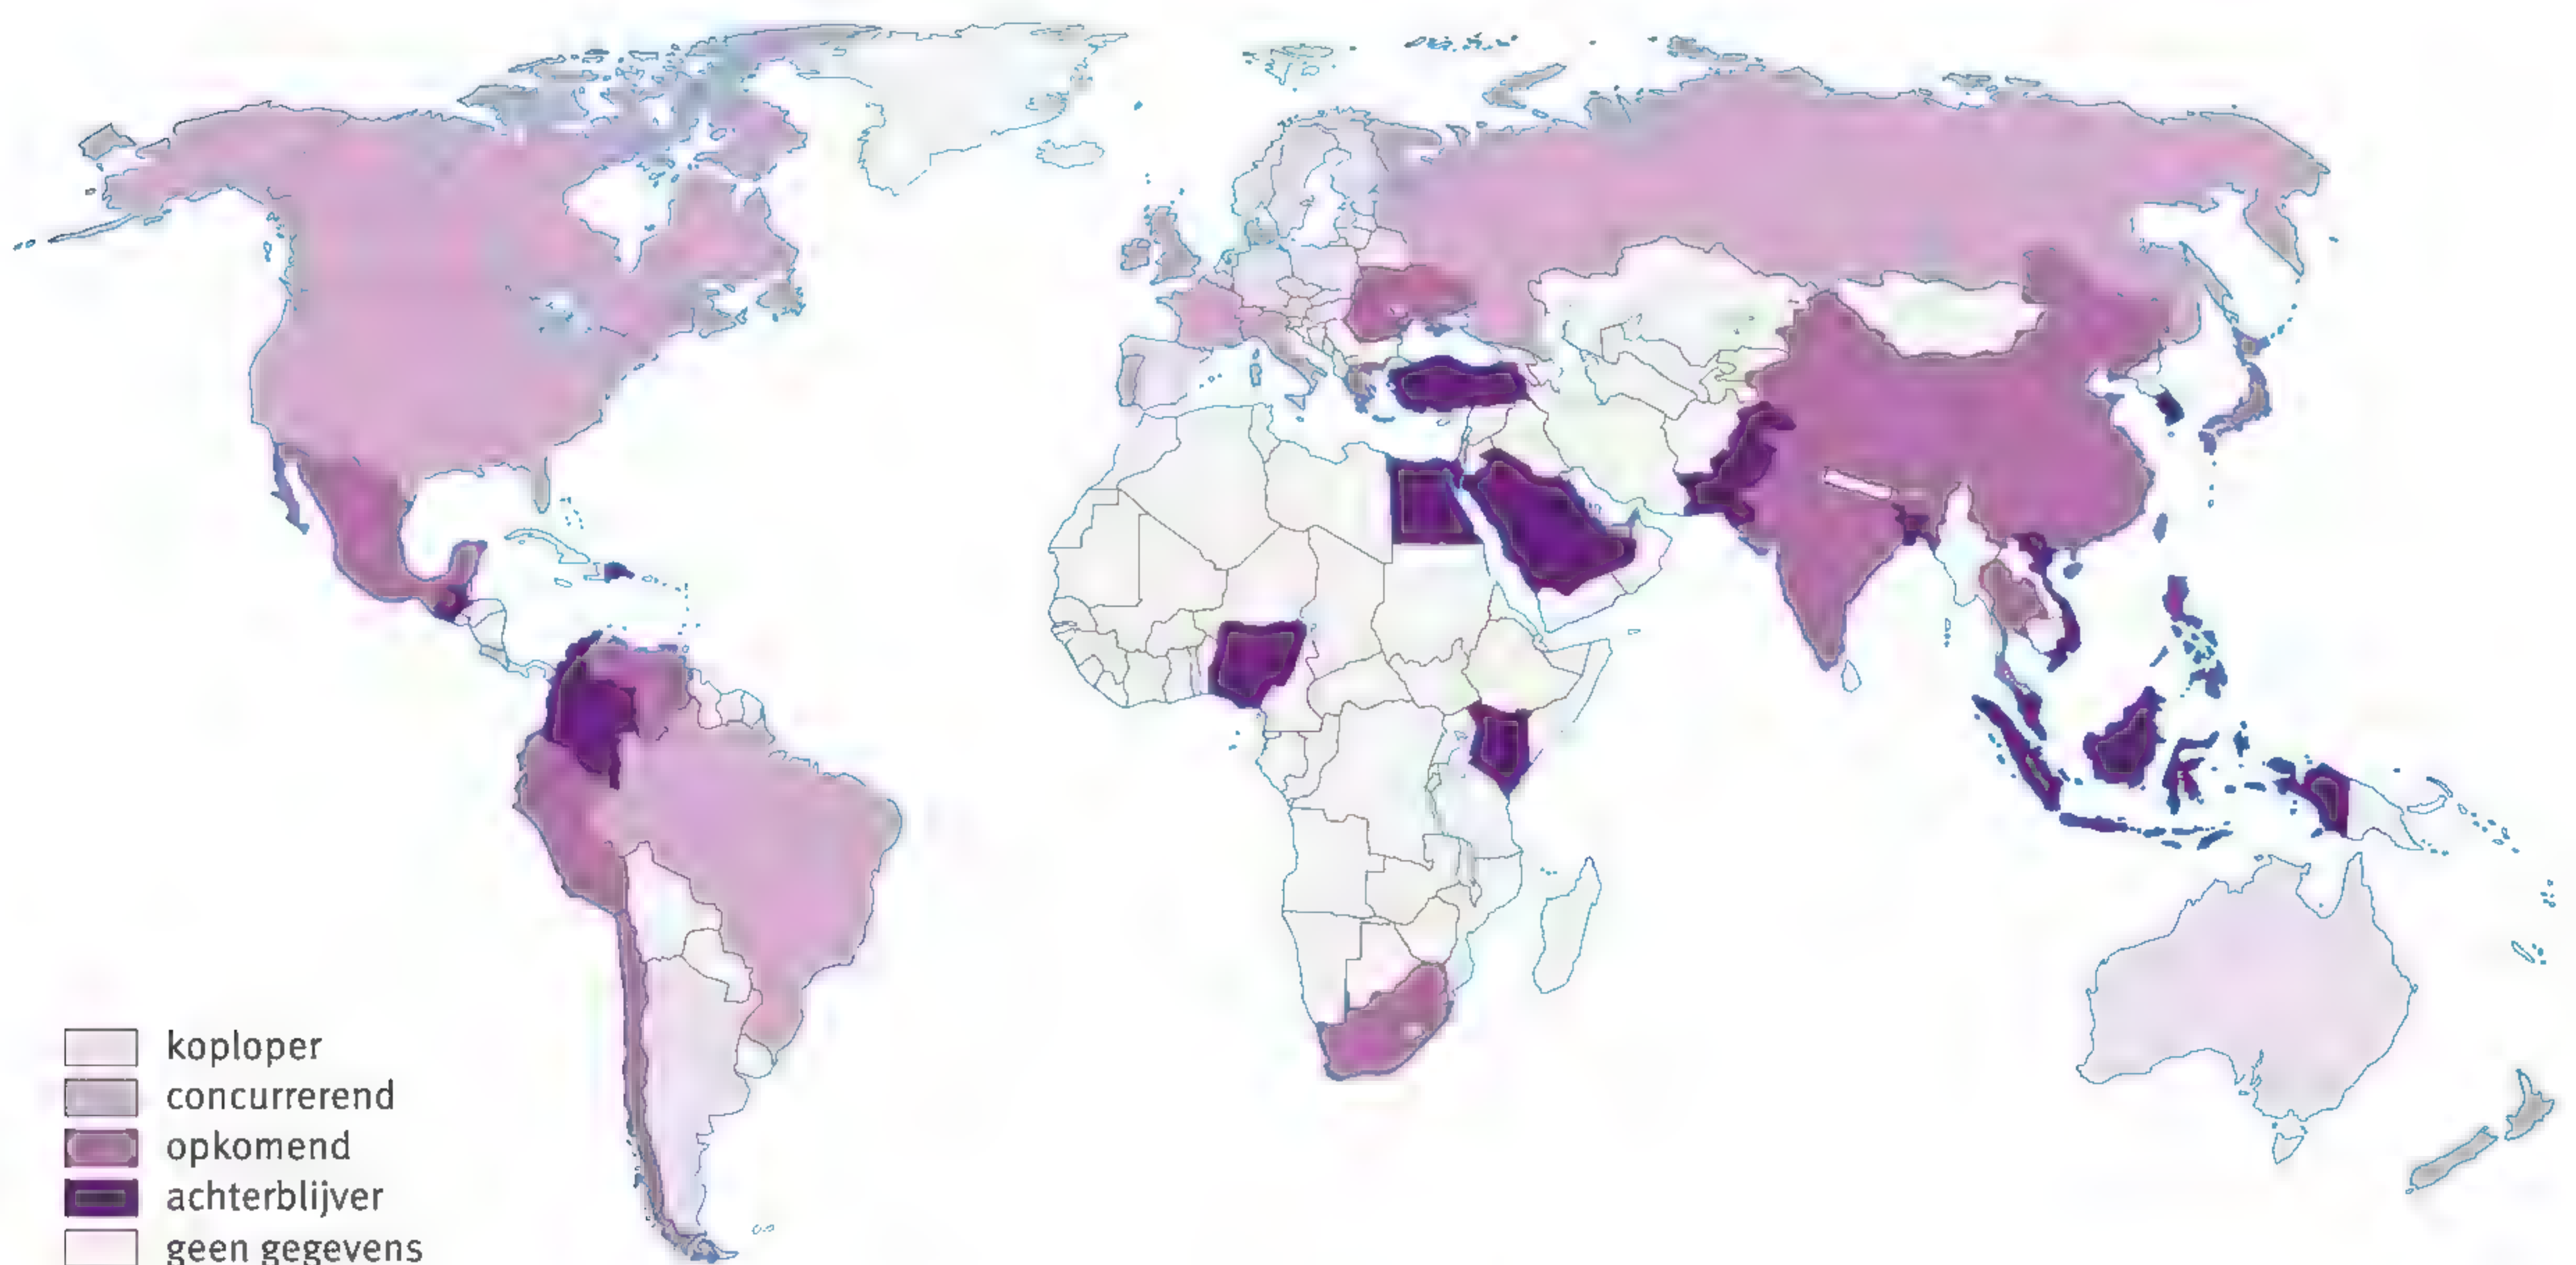 koploper
concurrerend
opkomend
achterblijver
geen gegevens